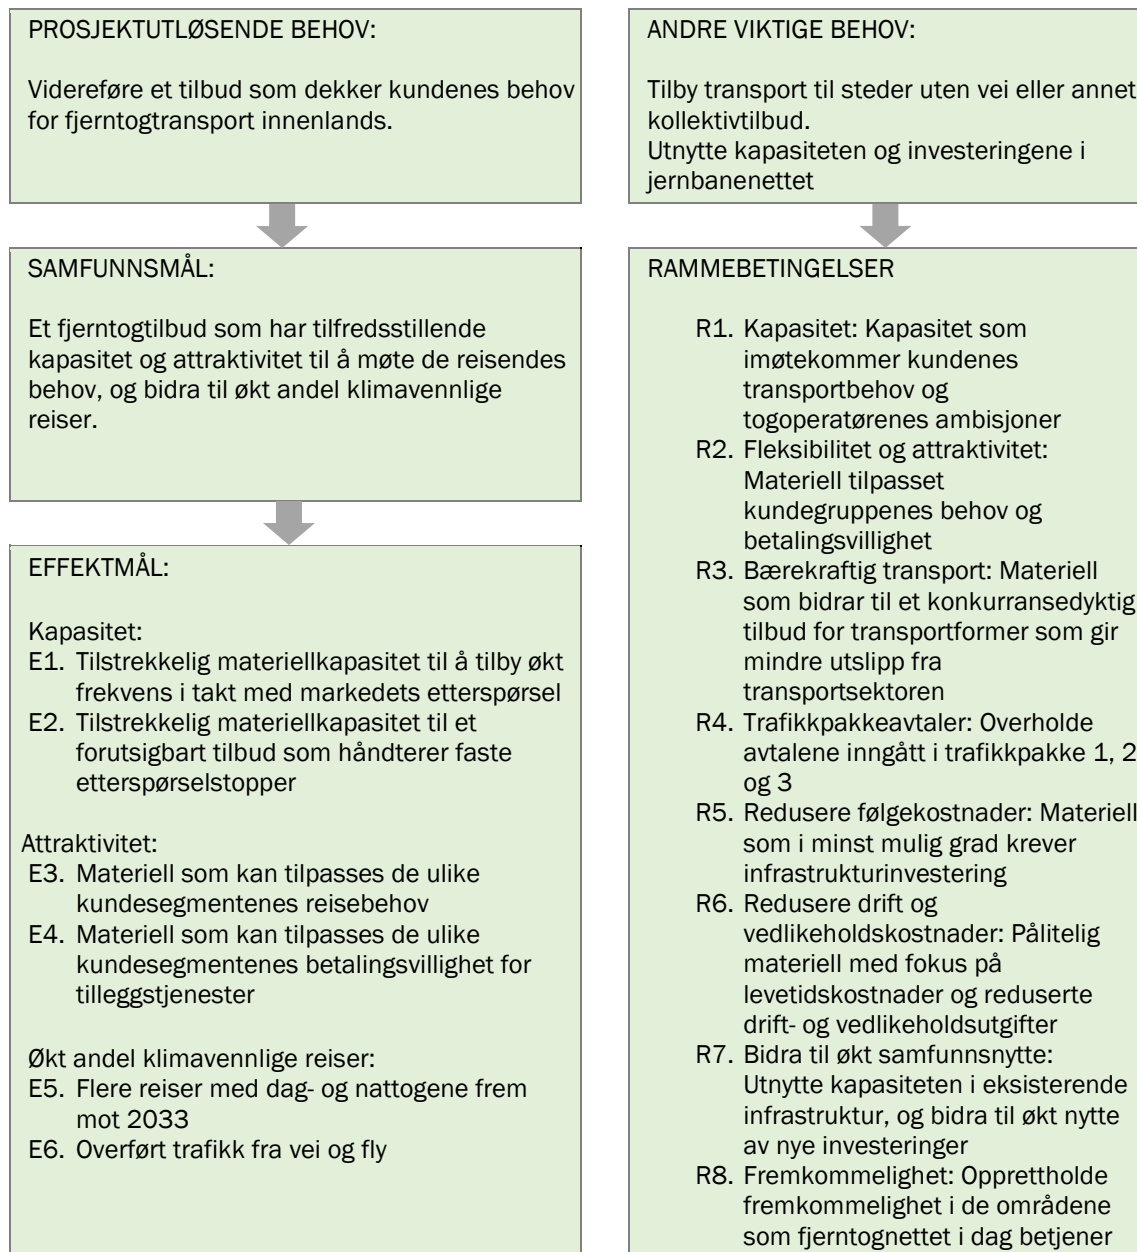 PROSJEKTUTLØSENDE BEHOV:
Videreføre et tilbud som dekker kundenes behov
for fjerntogtransport innenlands.
SAMFUNNSMÅL:
Et fjerntogtilbud som har tilfredsstillende
kapasitet og attraktivitet til å møte de reisendes
behov, og bidra til økt andel klimavennlige
reiser.
EFFEKTMÅL:
Kapasitet:
E1. Tilstrekkelig materiellkapasitet til å tilby økt
frekvens i takt med markedets etterspørsel
E2. Tilstrekkelig materiellkapasitet til et
forutsigbart tilbud som håndterer faste
etterspørselstopper
Attraktivitet:
E3. Materiell som kan tilpasses de ulike
kundesegmentenes reisebehov
E4. Materiell som kan tilpasses de ulike
kundesegmentenes betalingsvillighet for
tilleggstjenester
Økt andel klimavennlige reiser:
E5. Flere reiser med dag- og nattogene frem
mot 2033
E6. Overført trafikk fra vei og fly
ANDRE VIKTIGE BEHOV:
Tilby transport til steder uten vei eller annet
kollektivtilbud.
Utnytte kapasiteten og investeringene i
jernbanenettet
RAMMEBETINGELSER
R1. Kapasitet: Kapasitet som
imøtekommer kundenes
transportbehov og
togoperatørenes ambisjoner
R2. Fleksibilitet og attraktivitet:
Materiell tilpasset
kundegruppenes behov og
betalingsvillighet
R3. Bærekraftig transport: Materiell
som bidrar til et konkurransedyktig
tilbud for transportformer som gir
mindre utslipp fra
transportsektoren
R4. Trafikkpakkeavtaler: Overholde
avtalene inngått i trafikkpakke 1, 2
og 3
R5. Redusere følgekostnader: Materiell
som i minst mulig grad krever
infrastrukturinvestering
R6. Redusere drift og
vedlikeholdskostnader: Pålitelig
materiell med fokus på
levetidskostnader og reduserte
drift- og vedlikeholdsutgifter
R7. Bidra til økt samfunnsnytte:
Utnytte kapasiteten i eksisterende
infrastruktur, og bidra til økt nytte
av nye investeringer
R8. Fremkommelighet: Opprettholde
fremkommelighet i de områdene
som fjerntognettet i dag betjener